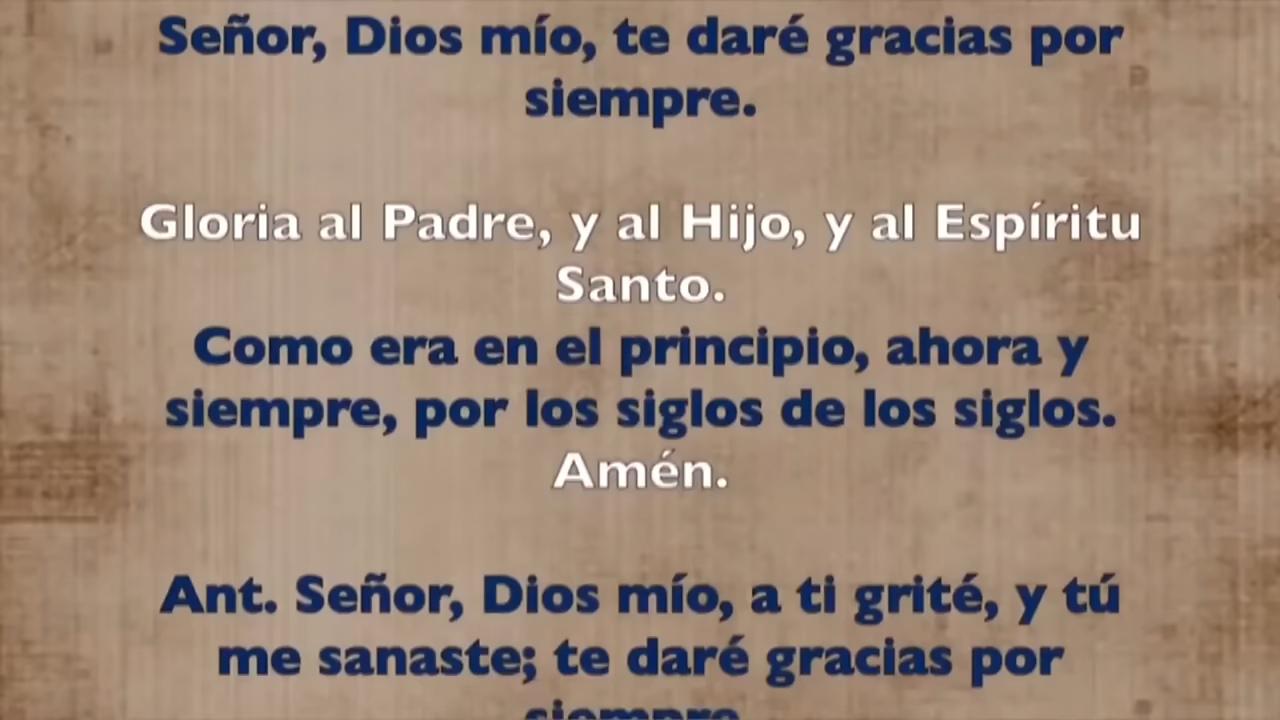 Señor, Dios mío, te daré gracias por
siempre.
Gloria al Padre, y al Hijo, y al Espíritu
Santo.
Como era en el principio, ahora y
siempre, por los siglos de los siglos.
Amén.
Ant. Señor, Dios mío, a ti grité, y tú
me sanaste; te daré gracias por
siempre